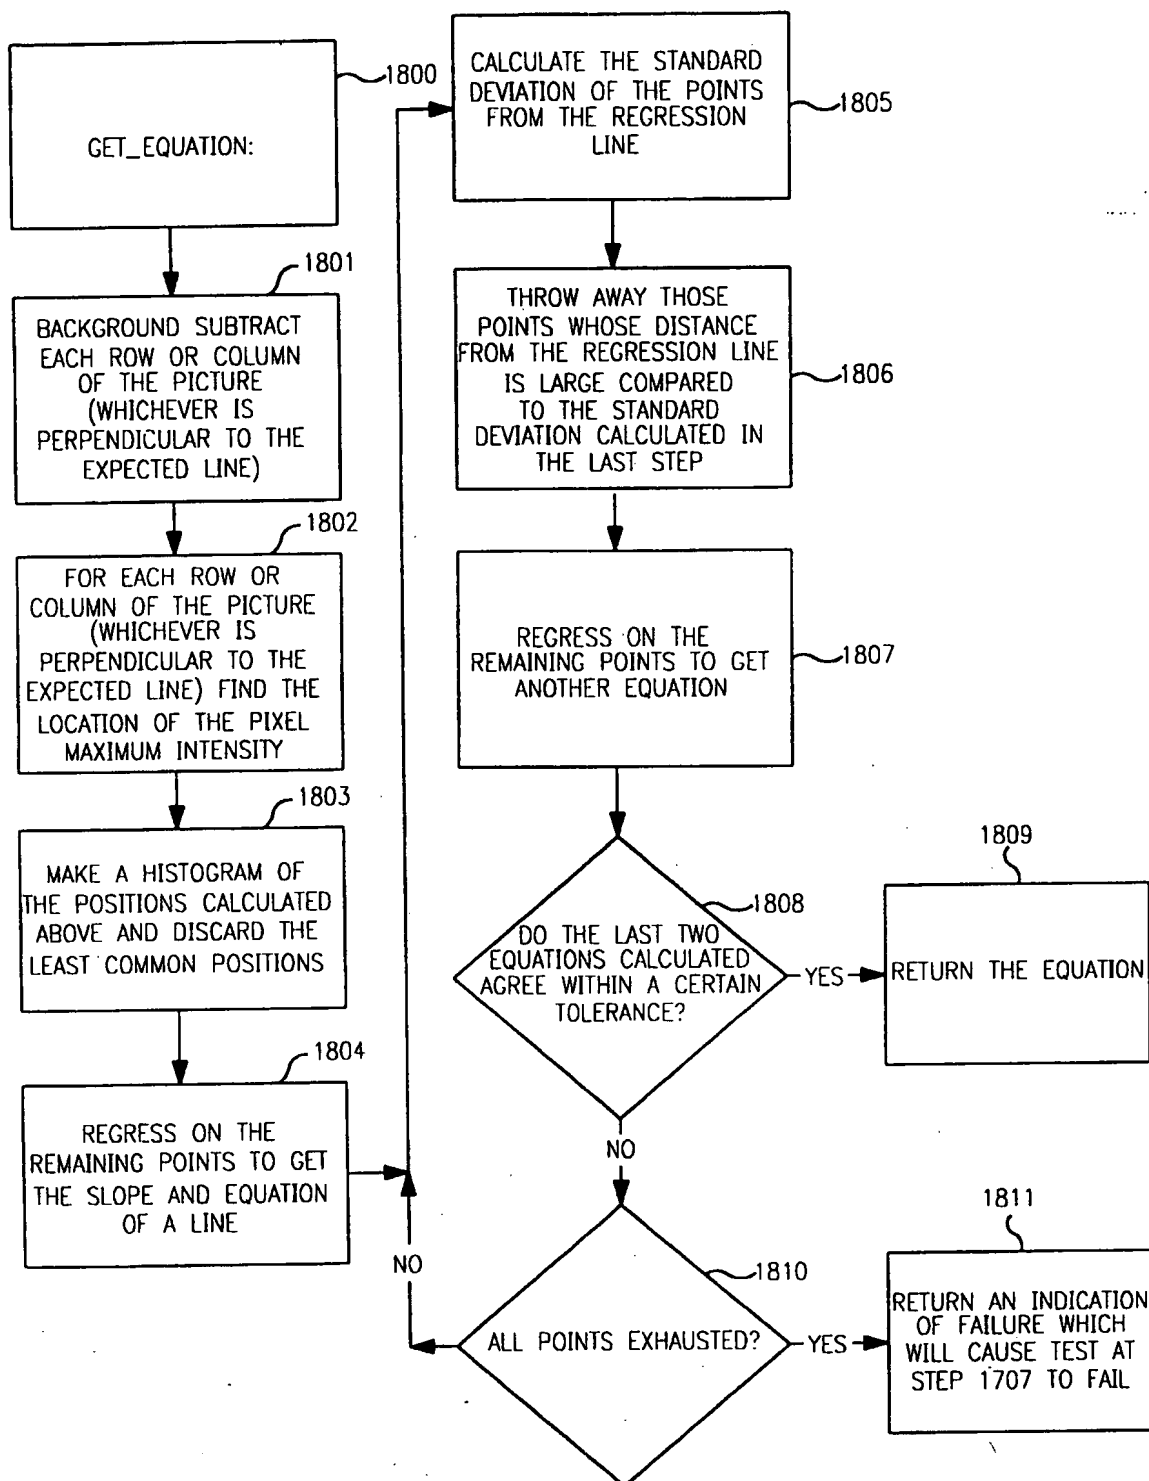 1800
GET_EQUATION:
1801
BACKGROUND SUBTRACT
EACH ROW OR COLUMN
OF THE PICTURE
(WHICHEVER IS
PERPENDICULAR TO THE
EXPECTED LINE)
1802
FOR EACH ROW OR
COLUMN OF THE PICTURE
(WHICHEVER IS
PERPENDICULAR TO THE
EXPECTED LINE) FIND THE
LOCATION OF THE PIXEL
MAXIMUM INTENSITY
1803
MAKE A HISTOGRAM OF
THE POSITIONS CALCULATED
ABOVE AND DISCARD THE
LEAST COMMON POSITIONS
1804
REGRESS ON THE
REMAINING POINTS TO GET
THE SLOPE AND EQUATION
OF A LINE
CALCULATE THE STANDARD
DEVIATION OF THE POINTS
FROM THE REGRESSION
LINE
1805
THROW AWAY THOSE
POINTS WHOSE DISTANCE
FROM THE REGRESSION LINE
IS LARGE COMPARED
TO THE STANDARD
DEVIATION CALCULATED IN
THE LAST STEP
1806
REGRESS ON THE
REMAINING POINTS TO GET
ANOTHER EQUATION
1807
1808
DO THE LAST TWO
EQUATIONS CALCULATED
AGREE WITHIN A CERTAIN
TOLERANCE?
YES
1809
RETURN THE EQUATION
NO
1810
ALL POINTS EXHAUSTED?
NO
YES
1811
RETURN AN INDICATION
OF FAILURE WHICH
WILL CAUSE TEST AT
STEP 1707 TO FAIL